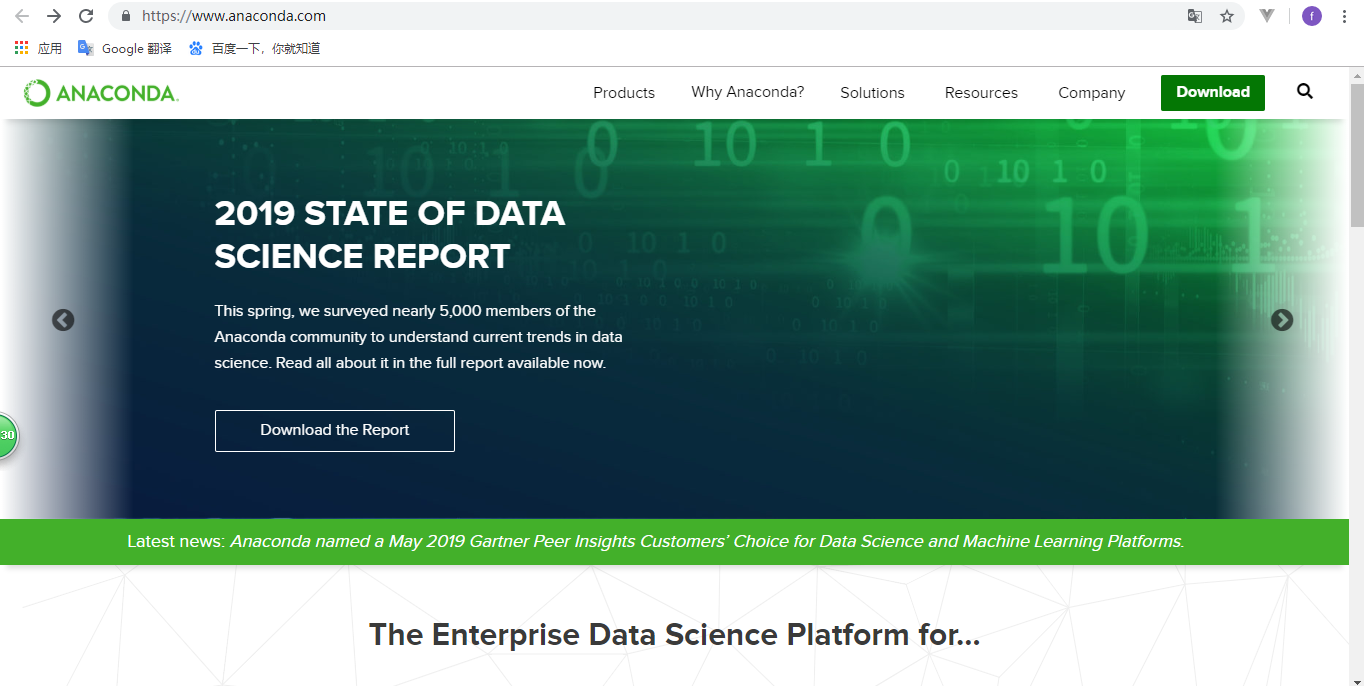 https://www.anaconda.com
f
应用
Google 翻译
百度一下，你就知道
ANACONDA.
Products
Why Anaconda?
Solutions
Resources
Company
Download
2019 STATE OF DATA
SCIENCE REPORT
This spring, we surveyed nearly 5,000 members of the
Anaconda community to understand current trends in data
science. Read all about it in the full report available now.
30
Download the Report
Latest news: Anaconda named a May 2019 Gartner Peer Insights Customers’ Choice for Data Science and Machine Learning Platforms.
The Enterprise Data Science Platform for...